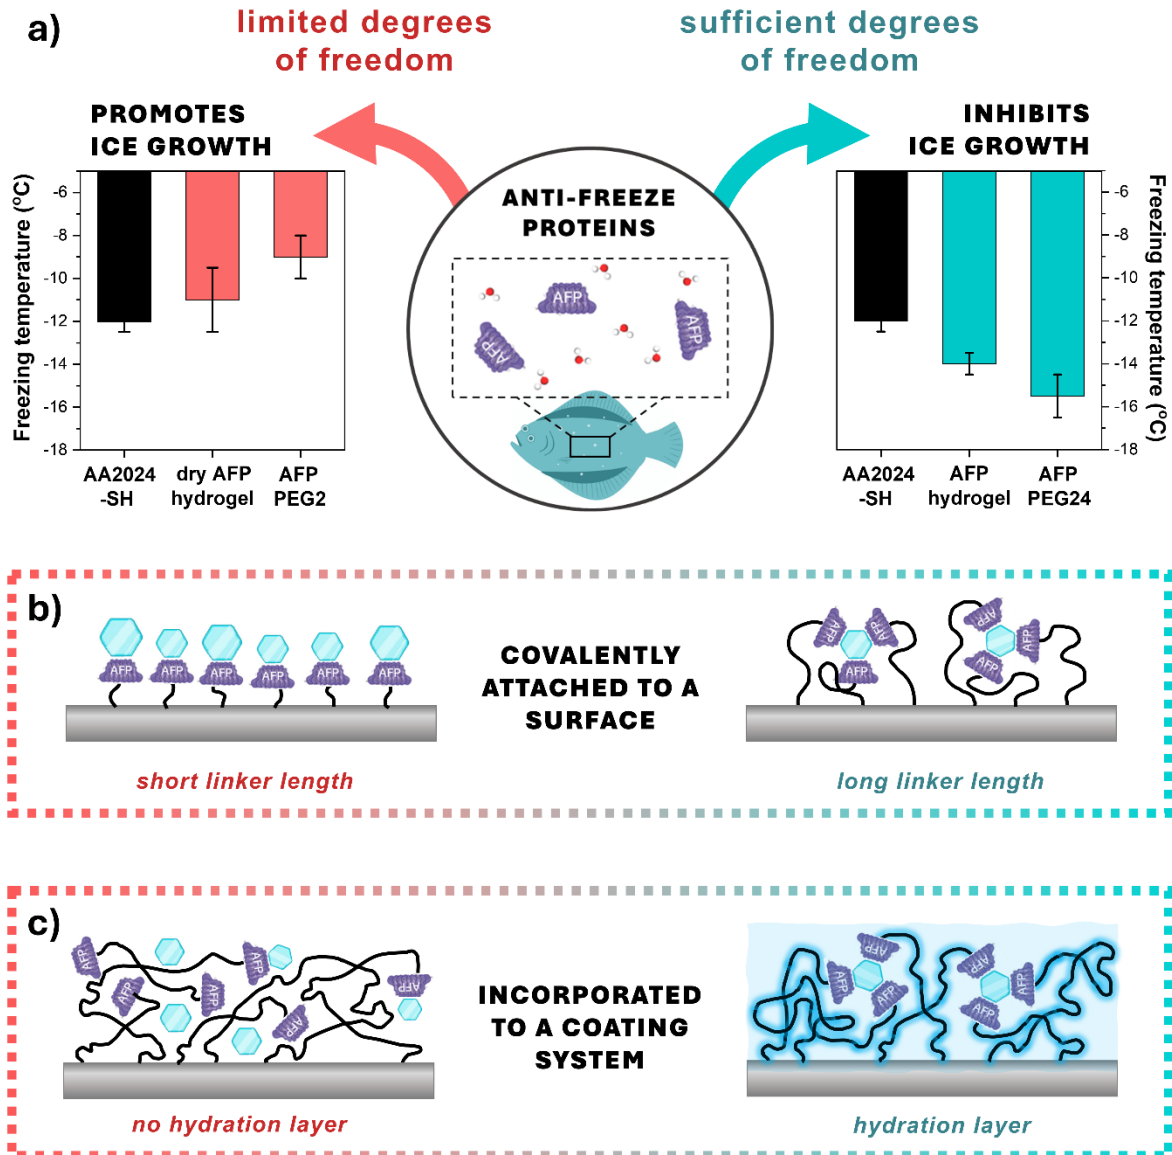 a)
limited degrees
of freedom
sufficient degrees
of freedom
PROMOTES
ICE GROWTH
INHIBITS
ICE GROWTH
Freezing temperature (°C)
-6
-8
-10
-12
-14
-16
-18
AA2024
-SH
dry AFP
hydrogel
AFP
PEG2
ANTI-FREEZE
PROTEINS
AFP
AFP
AFP
-6
-8
-10
-12
-14
-16
-18
Freezing temperature (°C)
AA2024
-SH
AFP
hydrogel
AFP
PEG24
b)
AFP
AFP
AFP
AFP
AFP
AFP
short linker length
COVALENTLY
ATTACHED TO A
SURFACE
AFP
AFP
AFP
AFP
AFP
AFP
long linker length
c)
AFP
AFP
AFP
AFP
AFP
AFP
no hydration layer
INCORPORATED
TO A COATING
SYSTEM
AFP
AFP
AFP
AFP
AFP
AFP
hydration layer